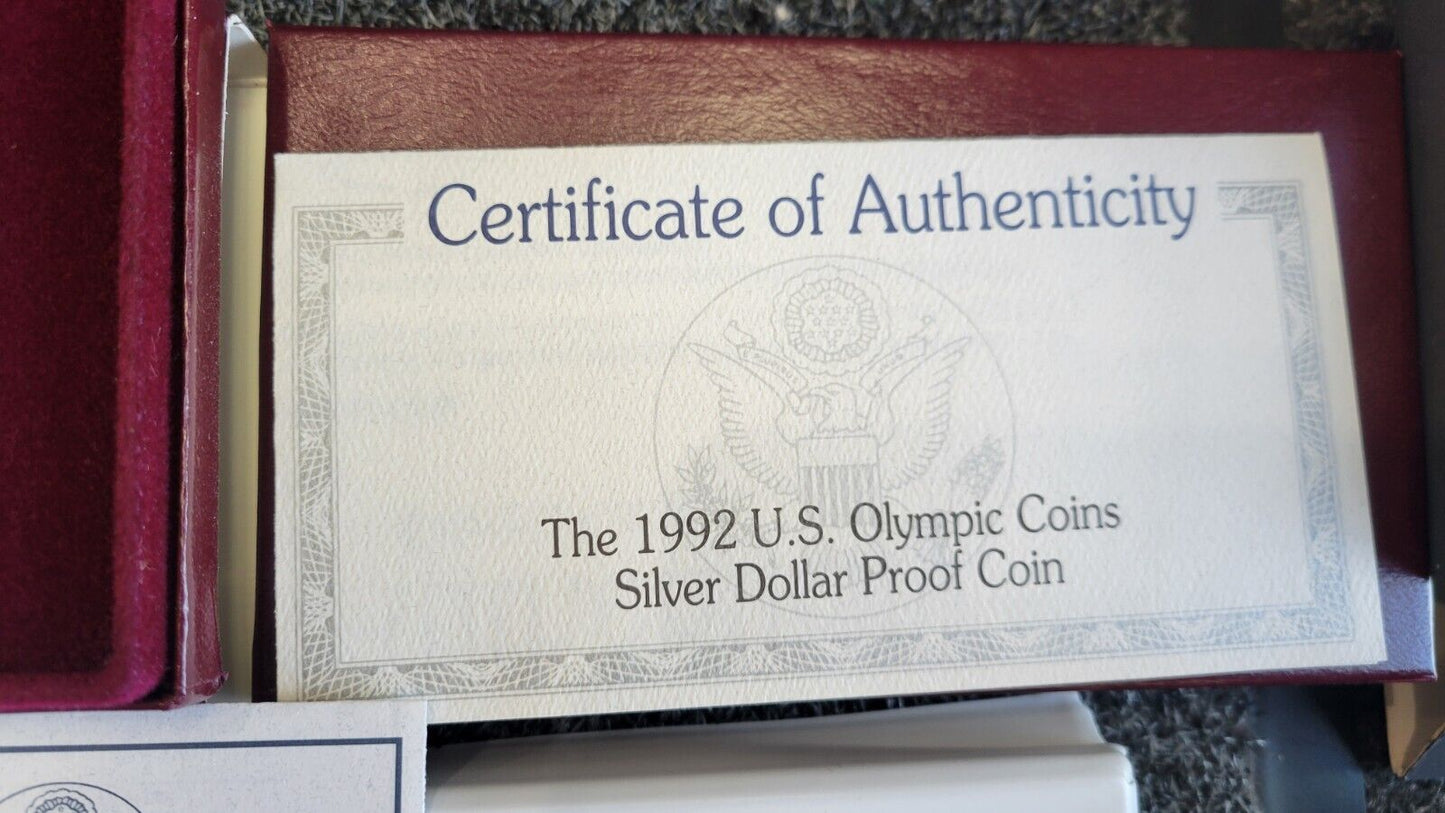 Certificate of Authenticity
The 1992 U.S. Olympic Coins
Silver Dollar Proof Coin